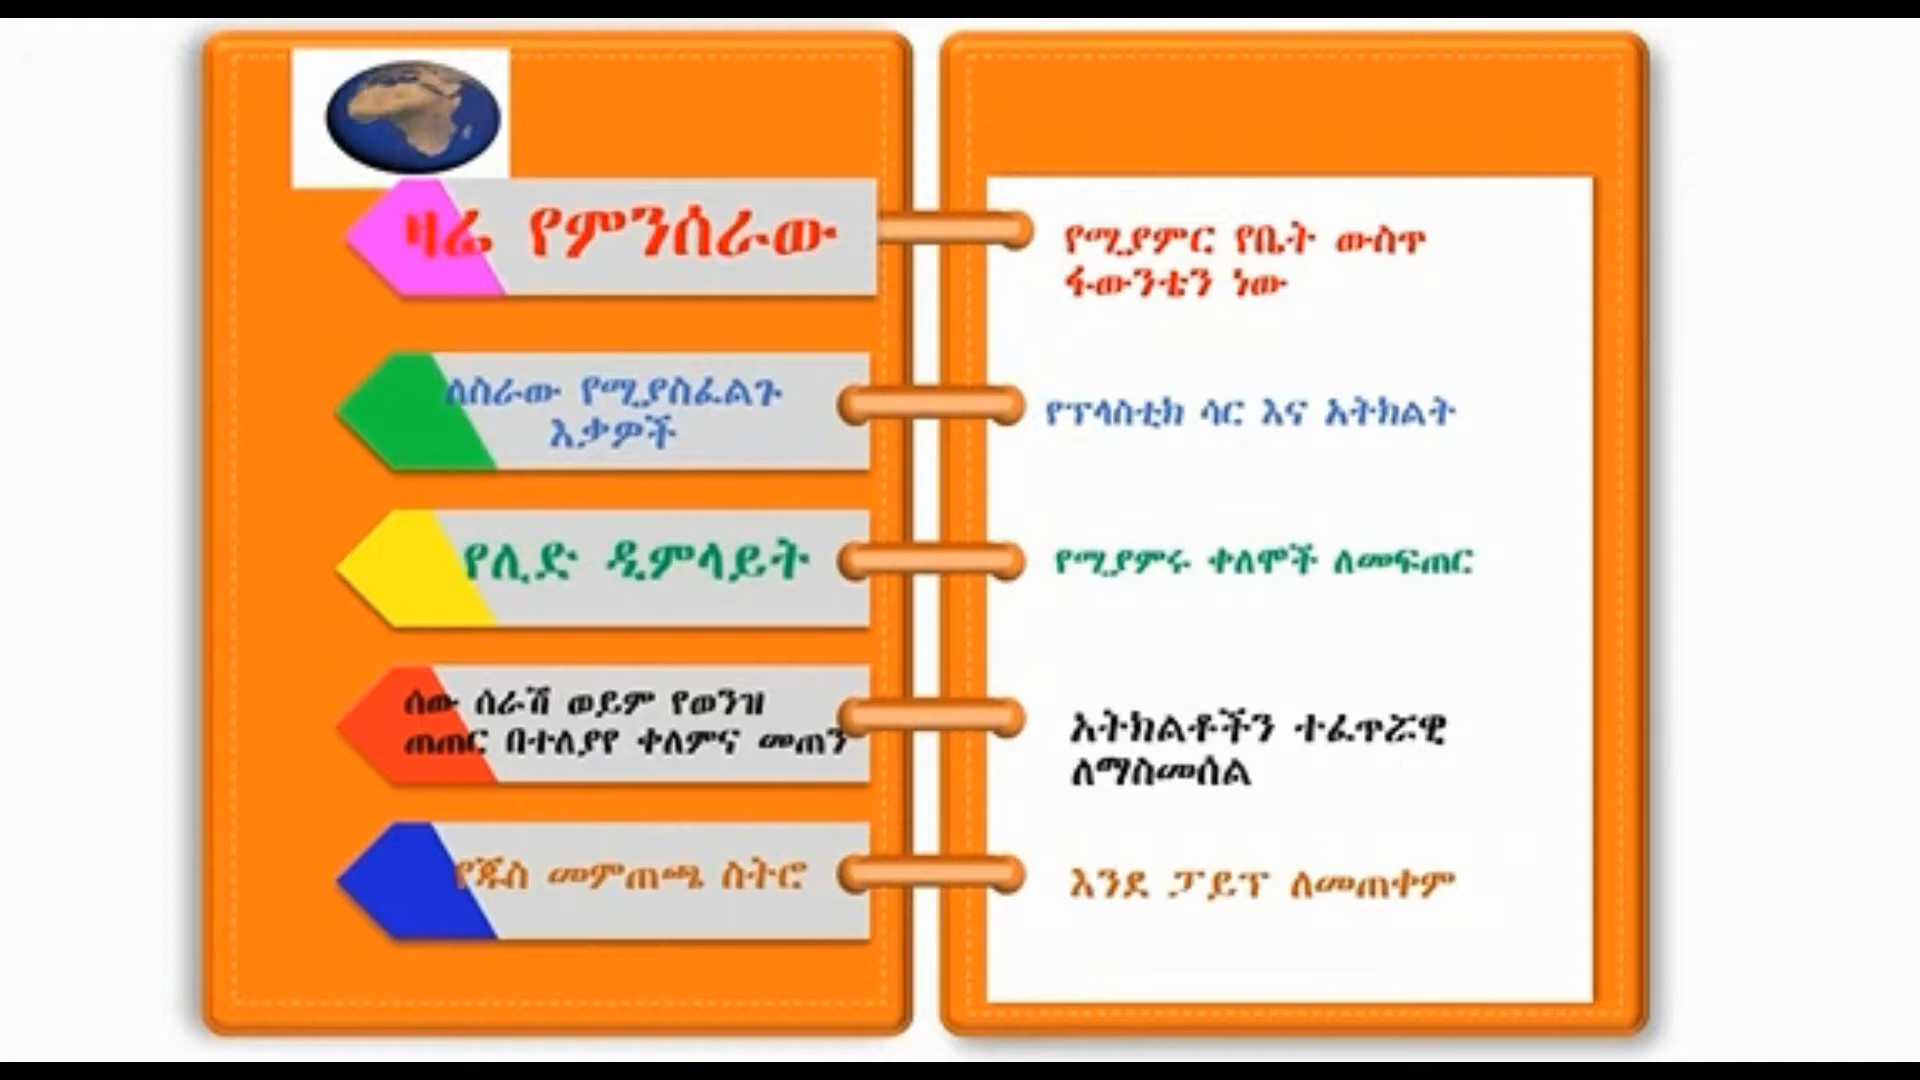 ዛሬ የምንሰራው
የሚያምር የቤት ውስጥ
ፋውንቴን ነው
ለስራው የሚያስፈልጉ
እቃዎች
የፕላስቲክ ሳር እና አትክልት
የሊድ ዲምላይት
የሚያምሩ ቀለሞች ለመፍጠር
ሰው ሰራሽ ወይም የወንዝ
ጠጠር በተለያየ ቀለምና መጠን
አትክልቶችን ተፈጥሯዊ
ለማስመሰል
የጁስ መምጠጫ ስትሮ
እንደ ፓይፕ ለመጠቀም